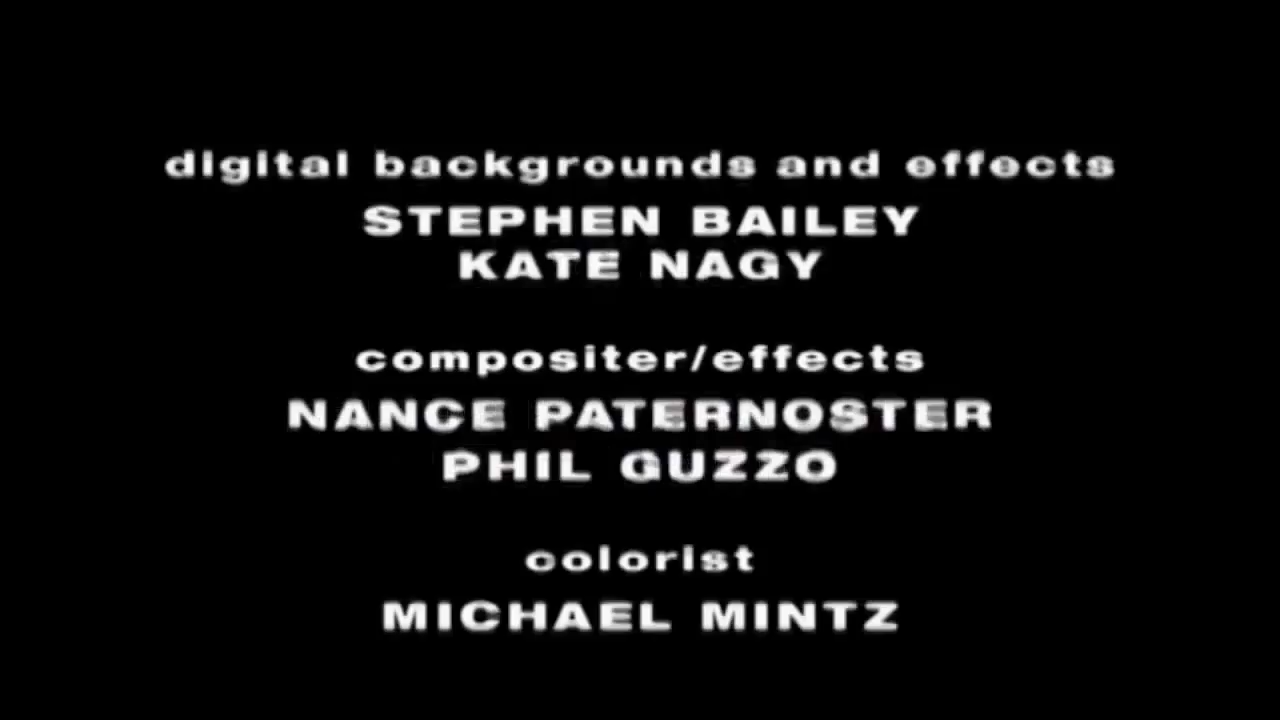 digital backgrounds and effects
STEPHEN BAILEY
KATE NAGY
compositer/effects
NANCE PATERNOSTER
PHIL GUZZO
colorist
MICHAEL MINTZ